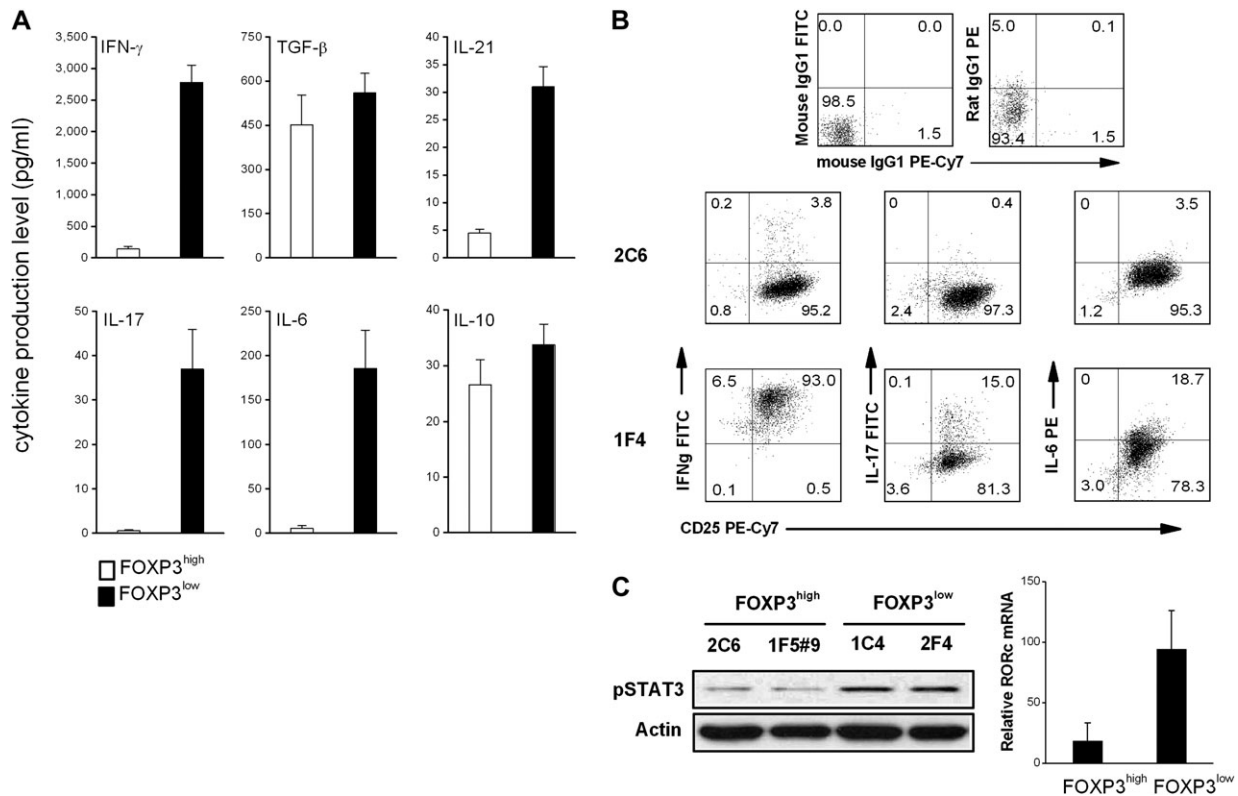 A
cytokine production level (pg/ml)
IFN-γ
3,500
3,000
2,500
2,000
1,500
1,000
500
0
TGF-β
750
600
450
300
150
0
IL-21
40
35
30
25
20
15
10
5
0
IL-17
50
40
30
20
10
0
IL-6
250
200
150
100
50
0
IL-10
40
30
20
10
0
FOXP3high
FOXP3low
B
Mouse IgG1 FITC
0.0 0.0
98.5 1.5
Rat IgG1 PE
5.0 0.1
93.4 1.5
mouse IgG1 PE-Cy7
2C6
0.2 3.8
0.8 95.2
0 0.4
2.4 97.3
0 3.5
1.2 95.3
1F4
IFNg FITC
6.5 93.0
0.1 0.5
IL-17 FITC
0.1 15.0
3.6 81.3
IL-6 PE
0 18.7
3.0 78.3
CD25 PE-Cy7
C
FOXP3high FOXP3low
2C6 1F5#9 1C4 2F4
pSTAT3
Actin
Relative RORc mRNA
150
100
50
0
FOXP3high FOXP3low